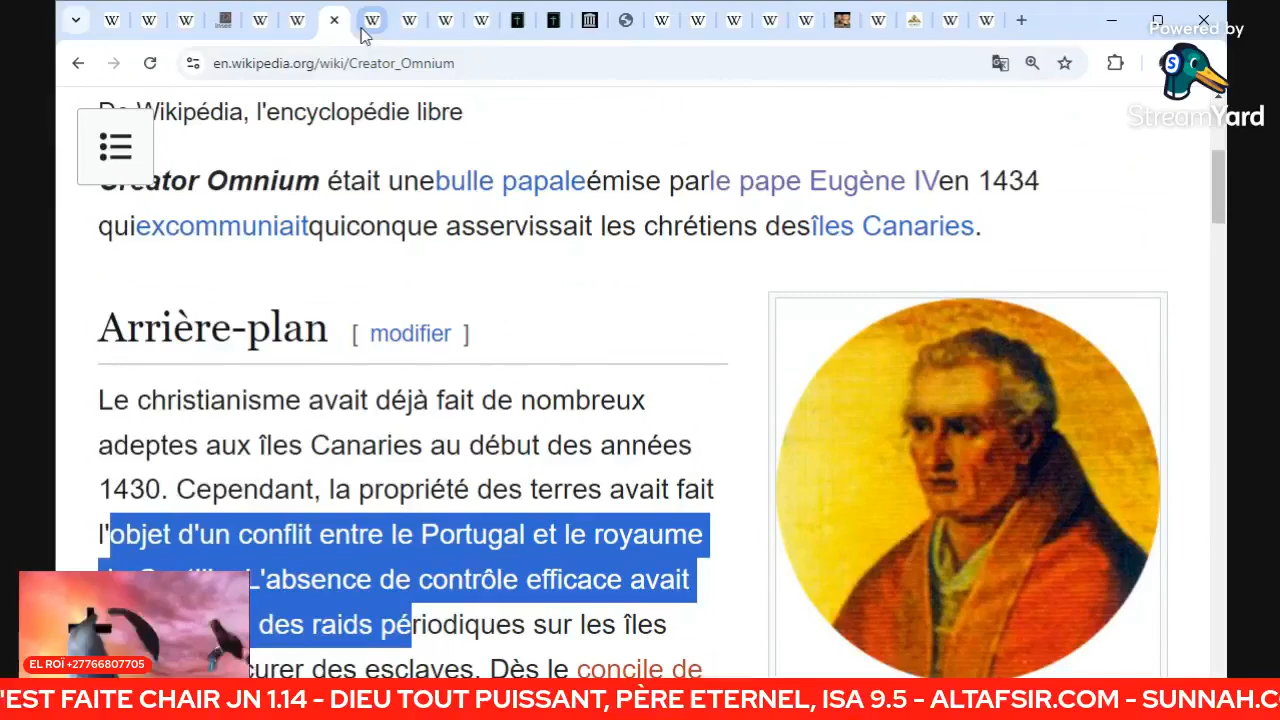 Powered by
StreamYard
en.wikipedia.org/wiki/Creator_Omnium
De Wikipédia, l'encyclopédie libre
Creator Omnium était unebulle papaleémise parle pape Eugène IVen 1434
quiexcommuniaitquiconque asservissait les chrétiens desîles Canaries.
Arrière-plan [ modifier ]
Le christianisme avait déjà fait de nombreux
adeptes aux îles Canaries au début des années
1430. Cependant, la propriété des terres avait fait
l'objet d'un conflit entre le Portugal et le royaume
L'absence de contrôle efficace avait
des raids périodiques sur les îles
curer des esclaves. Dès le concile de
EL ROÏ +27766807705
'EST FAITE CHAIR JN 1.14 - DIEU TOUT PUISSANT, PÈRE ETERNEL, ISA 9.5 - ALTAFSIR.COM - SUNNAH.C